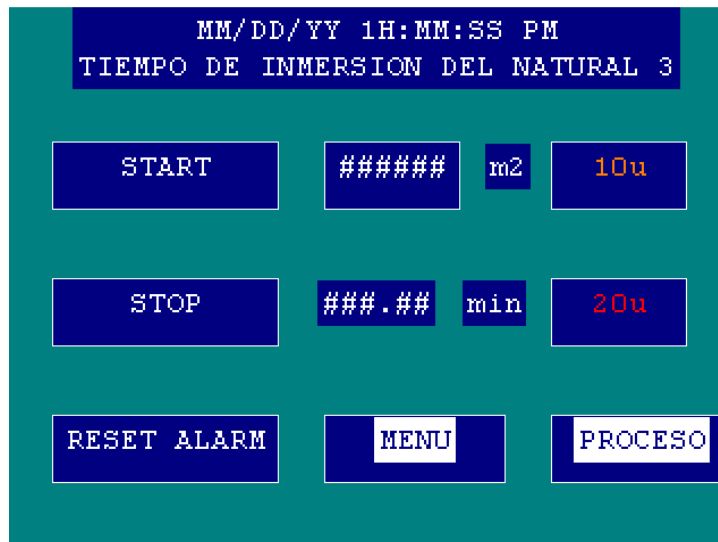 MM/DD/YY 1H:MM:SS PM
TIEMPO DE INMERSION DEL NATURAL 3
START ###### m2 10u
STOP ###.## min 20u
RESET ALARM MENU PROCESO